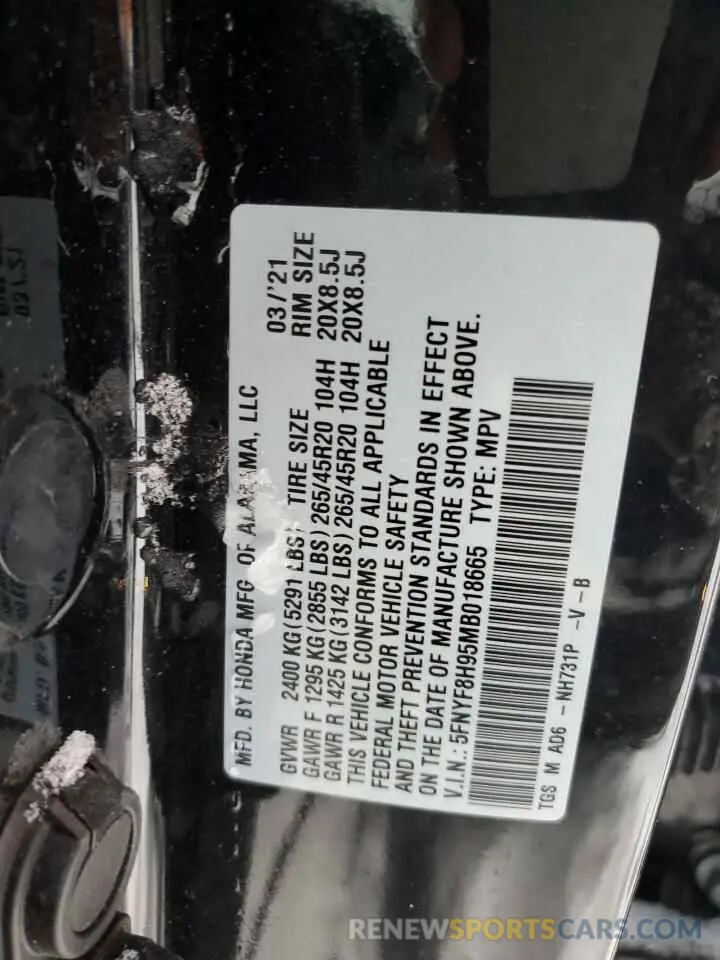 MFD. BY HONDA MFG. OF ALABAMA, LLC 03/'21
GVWR 2400 KG (5291 LBS) TIRE SIZE RIM SIZE
GAWR F 1295 KG (2855 LBS) 265/45R20 104H 20X8.5J
GAWR R 1425 KG (3142 LBS) 265/45R20 104H 20X8.5J
THIS VEHICLE CONFORMS TO ALL APPLICABLE
FEDERAL MOTOR VEHICLE SAFETY
AND THEFT PREVENTION STANDARDS IN EFFECT
ON THE DATE OF MANUFACTURE SHOWN ABOVE.
V.I.N.: 5FNYF8H95MB018665 TYPE: MPV
TGS M AD6 - NH731P -V-B
RENEWSPORTSCARS.COM